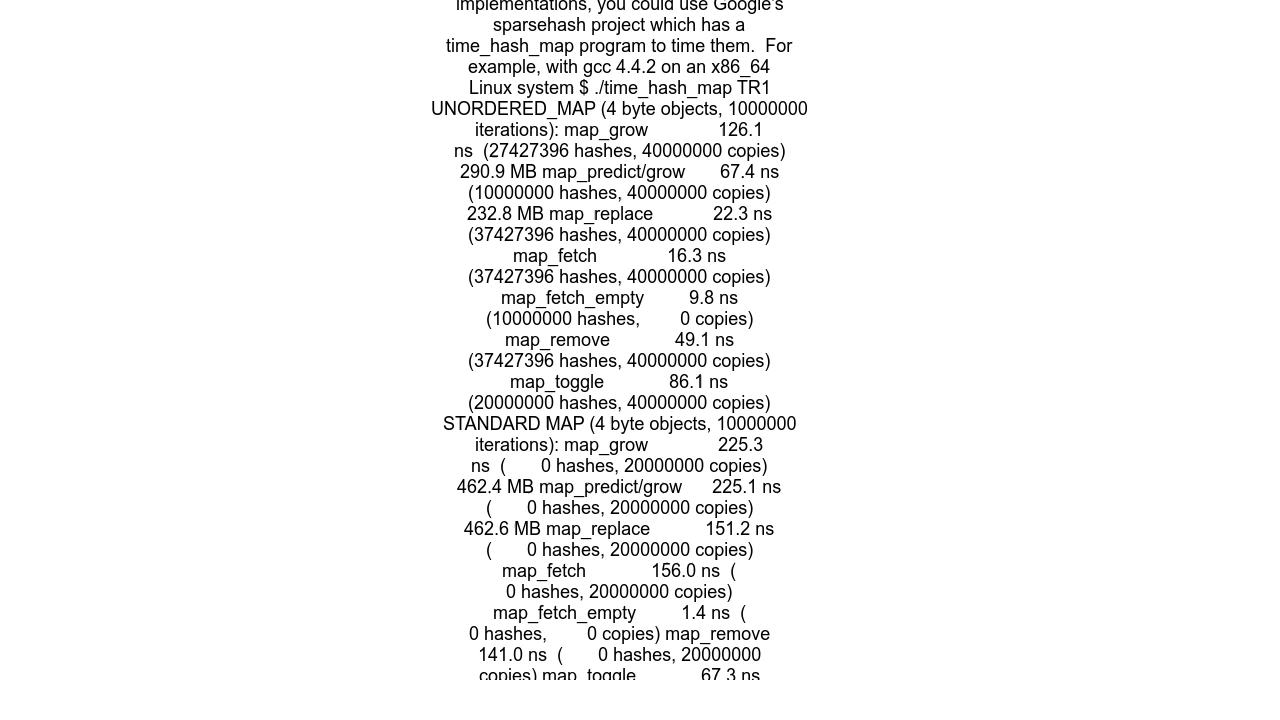 implementations, you could use Google's
sparsehash project which has a
time_hash_map program to time them.  For
example, with gcc 4.4.2 on an x86_64
Linux system $ ./time_hash_map TR1
UNORDERED_MAP (4 byte objects, 10000000
iterations): map_grow              126.1
ns  (27427396 hashes, 40000000 copies)
290.9 MB map_predict/grow       67.4 ns
(10000000 hashes, 40000000 copies)
232.8 MB map_replace            22.3 ns
(37427396 hashes, 40000000 copies)
map_fetch              16.3 ns
(37427396 hashes, 40000000 copies)
map_fetch_empty         9.8 ns
(10000000 hashes,        0 copies)
map_remove             49.1 ns
(37427396 hashes, 40000000 copies)
map_toggle             86.1 ns
(20000000 hashes, 40000000 copies)
STANDARD MAP (4 byte objects, 10000000
iterations): map_grow              225.3
ns  (       0 hashes, 20000000 copies)
462.4 MB map_predict/grow      225.1 ns
(       0 hashes, 20000000 copies)
462.6 MB map_replace           151.2 ns
(       0 hashes, 20000000 copies)
map_fetch             156.0 ns  (
0 hashes, 20000000 copies)
map_fetch_empty         1.4 ns  (
0 hashes,        0 copies) map_remove
141.0 ns  (       0 hashes, 20000000
copies) map_toggle             67.3 ns